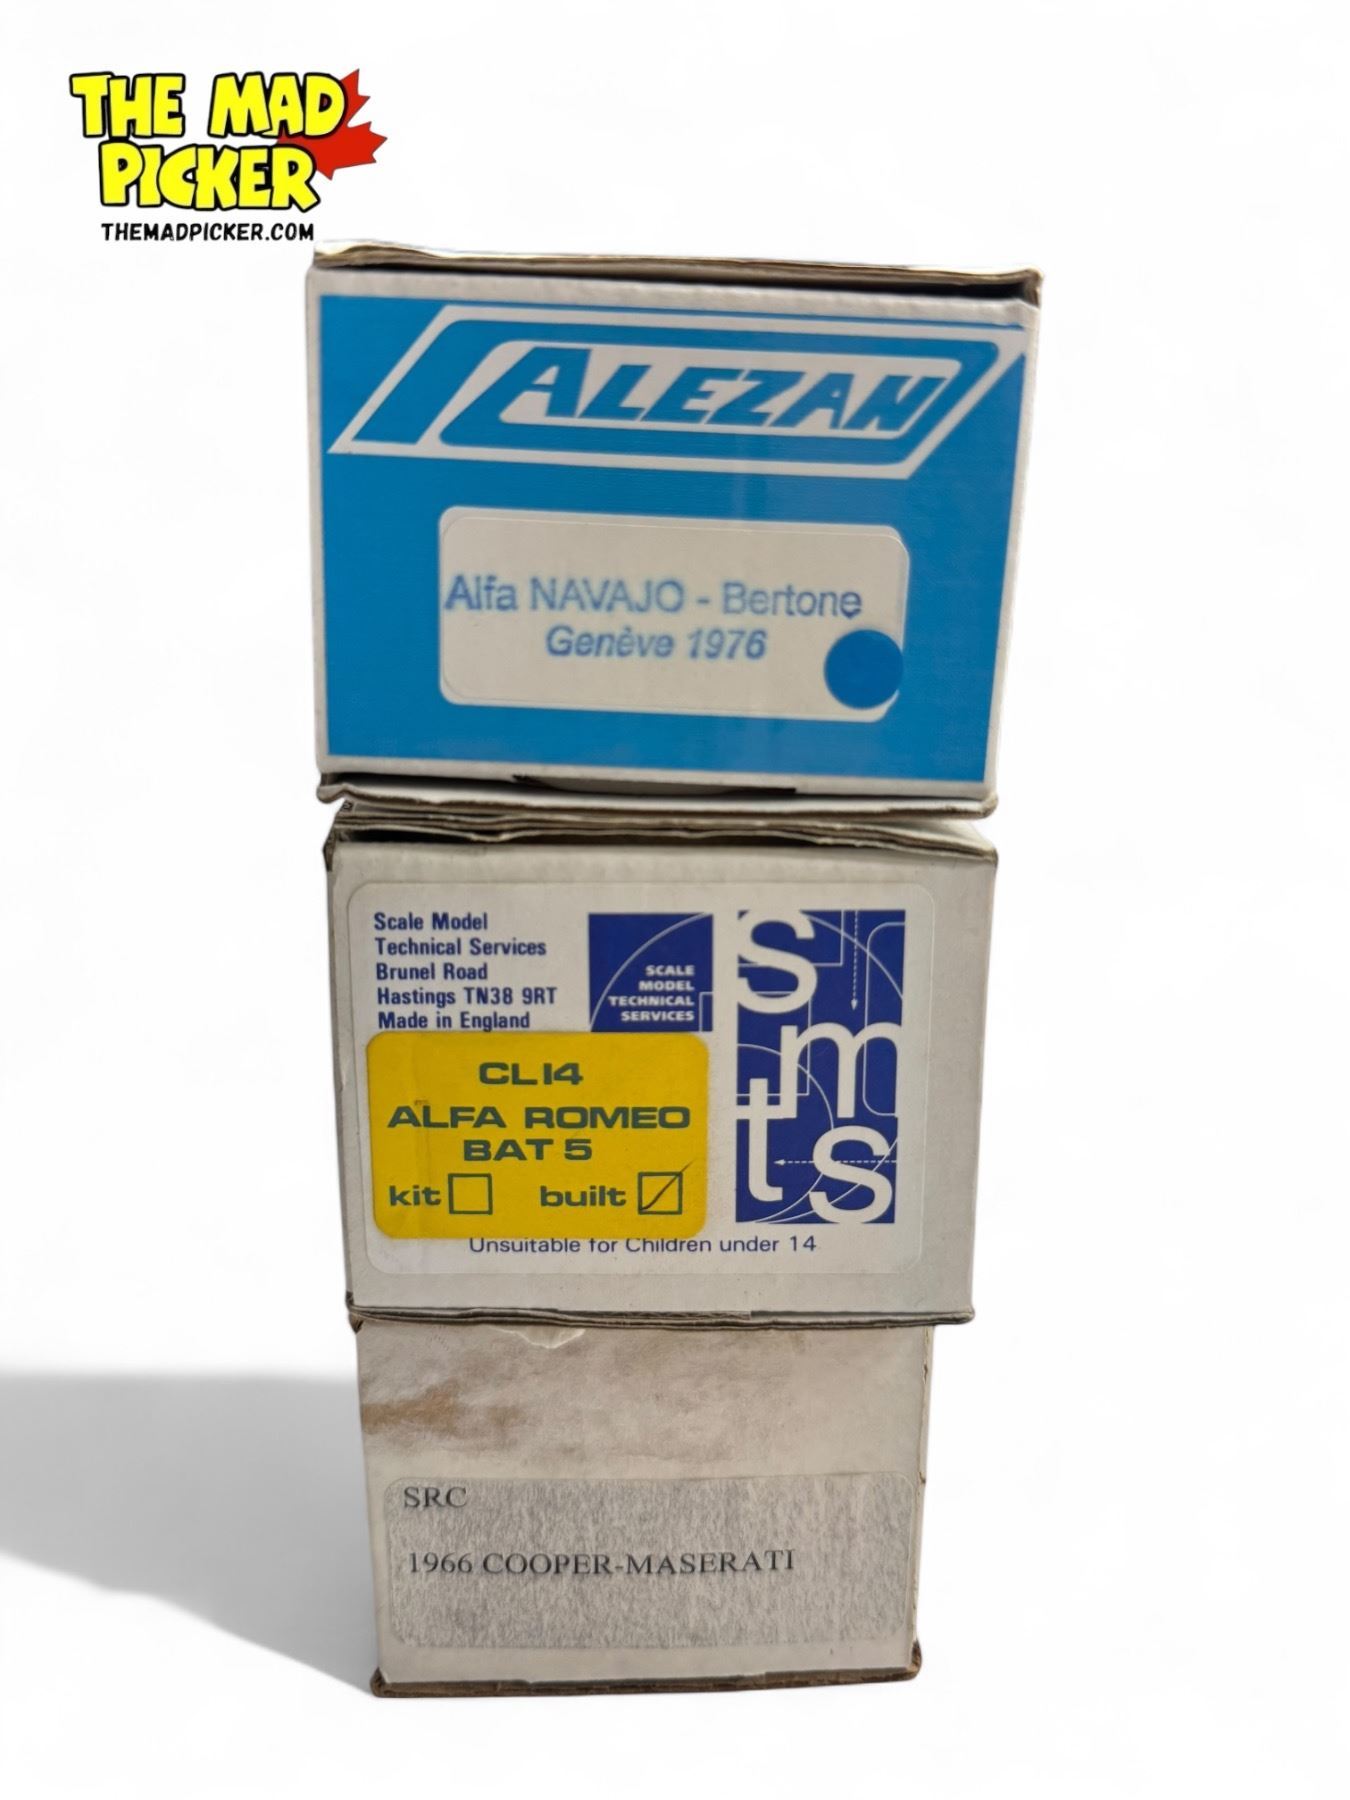 THE MAD
PICKER
THEMADPICKER.COM
ALEZAN
Alfa NAVAJO - Bertone
Genève 1976
Scale Model
Technical Services
Brunel Road
Hastings TN38 9RT
Made in England
SCALE
MODEL
TECHNICAL
SERVICES
smts
CL14
ALFA ROMEO
BAT 5
kit built
Unsuitable for Children under 14
SRC
1966 COOPER-MASERATI